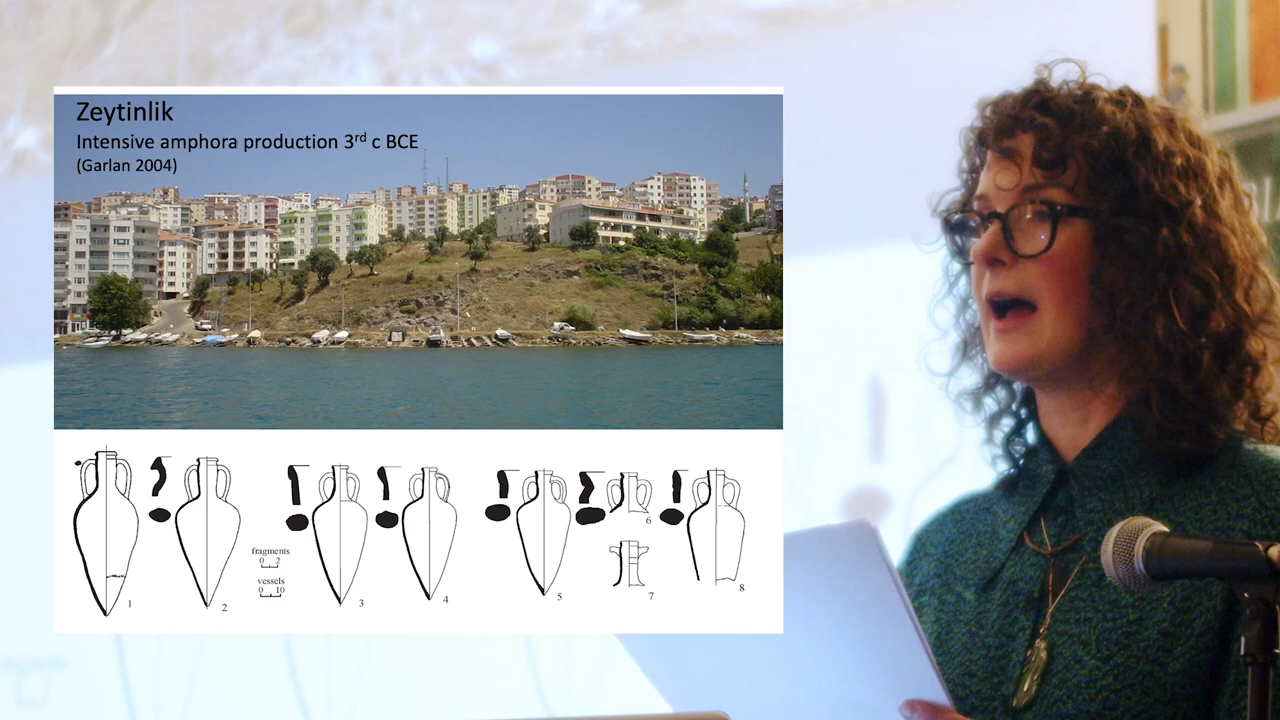 Zeytinlik
Intensive amphora production 3rd c BCE
(Garlan 2004)
fragments
0 2
vessels
0 10
1
2
3
4
5
6
7
8